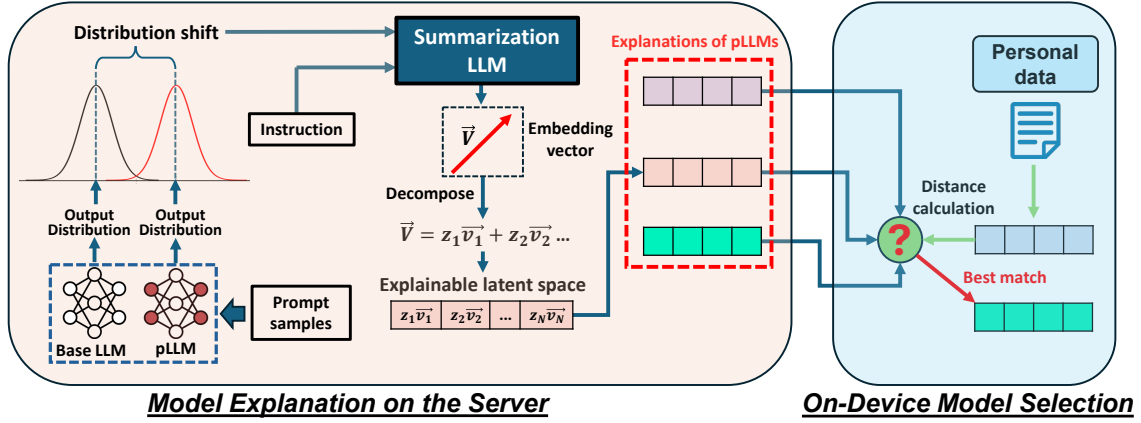 Distribution shift
Summarization
LLM
Instruction
V⃗
Embedding
vector
Decompose
V⃗ = z₁v₁⃗ + z₂v₂⃗ ...
Explainable latent space
z₁v₁⃗ z₂v₂⃗ ... z_Nv_N⃗
Output
Distribution
Output
Distribution
Base LLM
pLLM
Prompt
samples
Explanations of pLLMs
Personal
data
Distance
calculation
?
Best match
Model Explanation on the Server
On-Device Model Selection